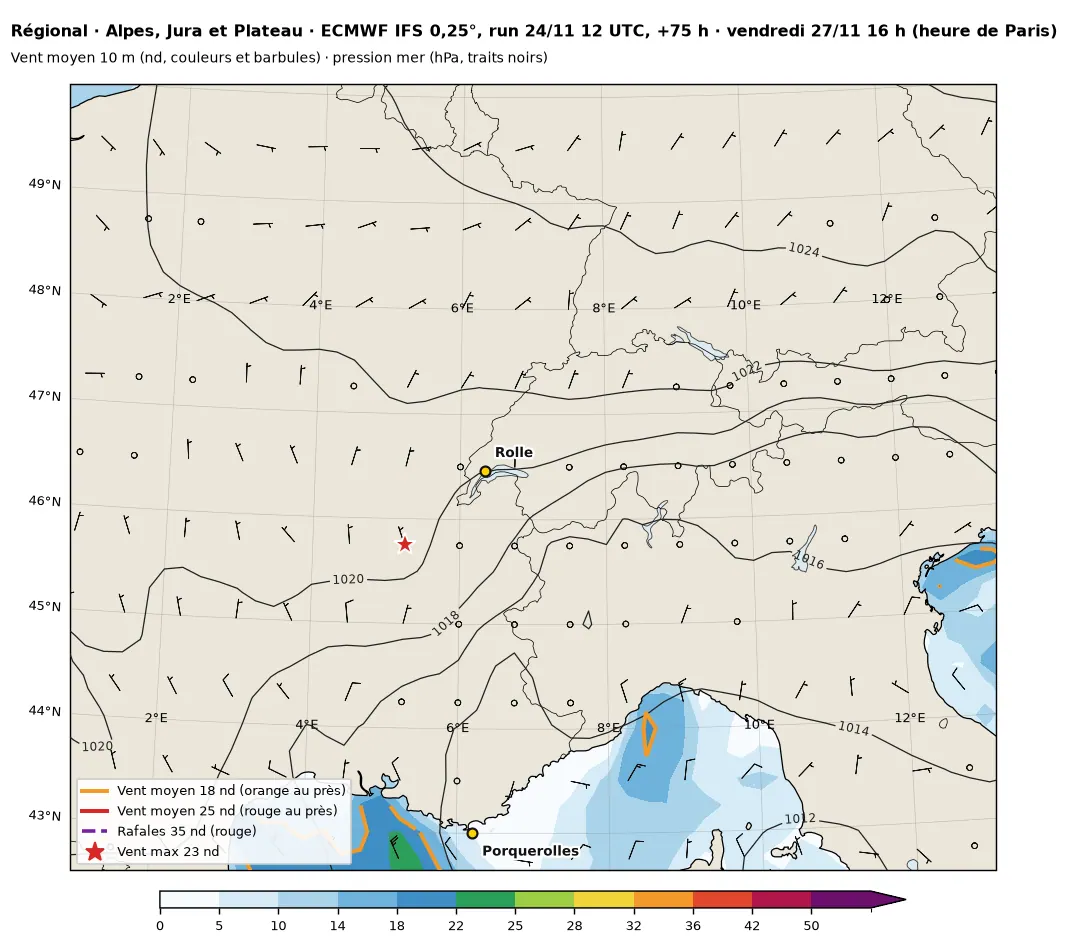 Régional · Alpes, Jura et Plateau · ECMWF IFS 0,25°, run 24/11 12 UTC, +75 h · vendredi 27/11 16 h (heure de Paris)
Vent moyen 10 m (nd, couleurs et barbules) · pression mer (hPa, traits noirs)
49°N
1024
48°N
2°E 4°E 6°E 8°E 10°E 12°E
1022
47°N
Rolle
46°N
1016
1020
45°N
1018
44°N
2°E 4°E 6°E 8°E 10°E 12°E
1014
1020
43°N
1012
Vent moyen 18 nd (orange au près)
Vent moyen 25 nd (rouge au près)
Rafales 35 nd (rouge)
Vent max 23 nd
Porquerolles
0 5 10 14 18 22 25 28 32 36 42 50